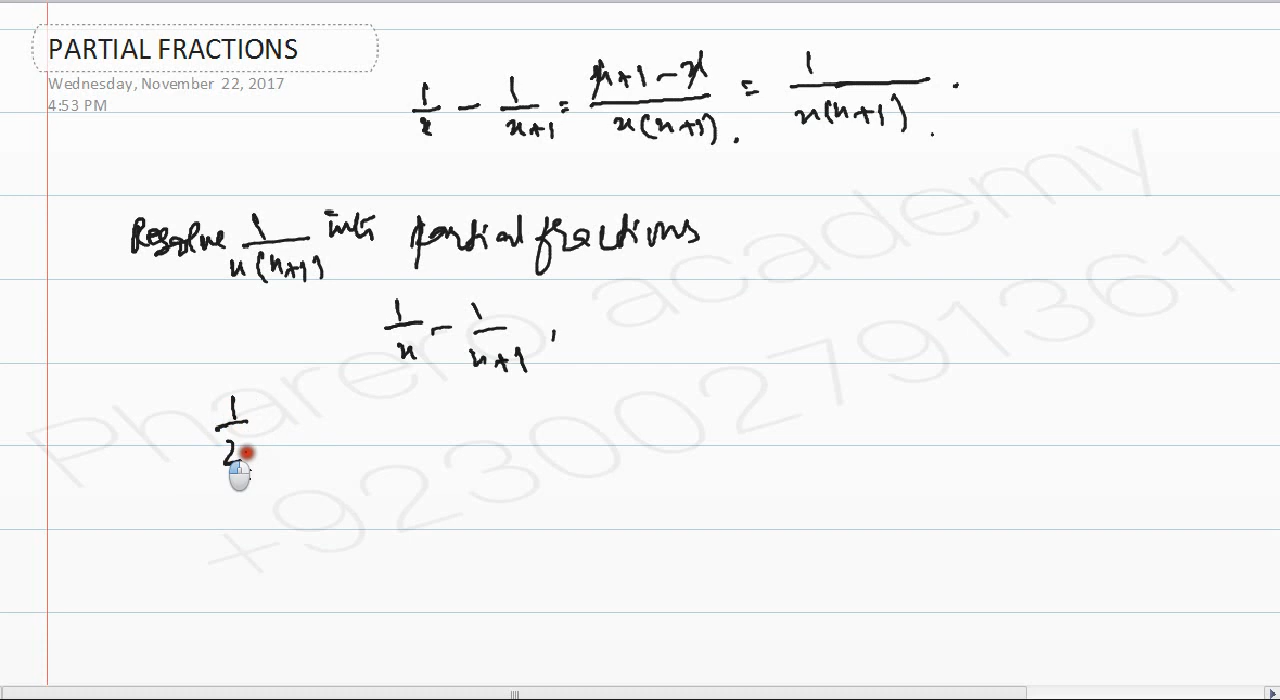 PARTIAL FRACTIONS
Wednesday, November 22, 2017
4:53 PM
1/x − 1/(x+1) = (x+1−x)/(x(x+1)) = 1/(x(x+1)).
Resolve 1/(x(x+1)) into partial fractions
1/x − 1/(x+1),
1/2
Pharero academy
+923002791361